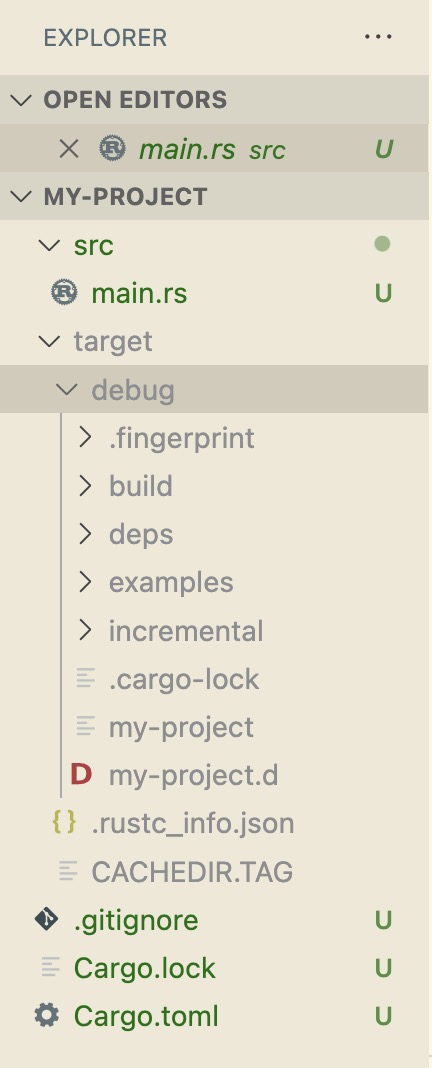 EXPLORER ...
OPEN EDITORS
main.rs src U
MY-PROJECT
src
main.rs U
target
debug
.fingerprint
build
deps
examples
incremental
.cargo-lock
my-project
D my-project.d
{} .rustc_info.json
CACHEDIR.TAG
.gitignore U
Cargo.lock U
Cargo.toml U